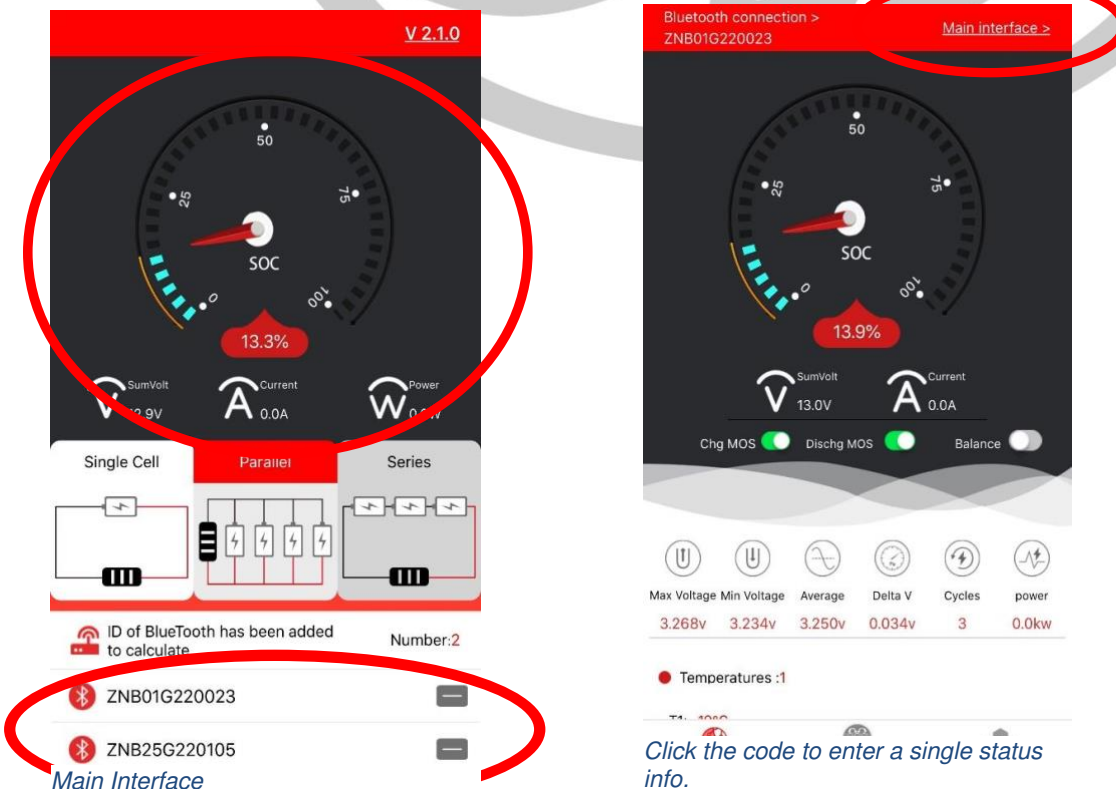 V 2.1.0
50
25
75
SOC
0
100
13.3%
SumVolt
Current
Power
V
A 0.0A
W
Single Cell
Parallel
Series
ID of BlueTooth has been added
to calculate
Number:2
ZNB01G220023
ZNB25G220105
Main Interface
Bluetooth connection >
ZNB01G220023
Main interface >
50
25
75
SOC
0
100
13.9%
SumVolt
Current
V 13.0V
A 0.0A
Chg MOS
Dischg MOS
Balance
Max Voltage Min Voltage Average Delta V Cycles power
3.268v 3.234v 3.250v 0.034v 3 0.0kw
Temperatures :1
Click the code to enter a single status
info.